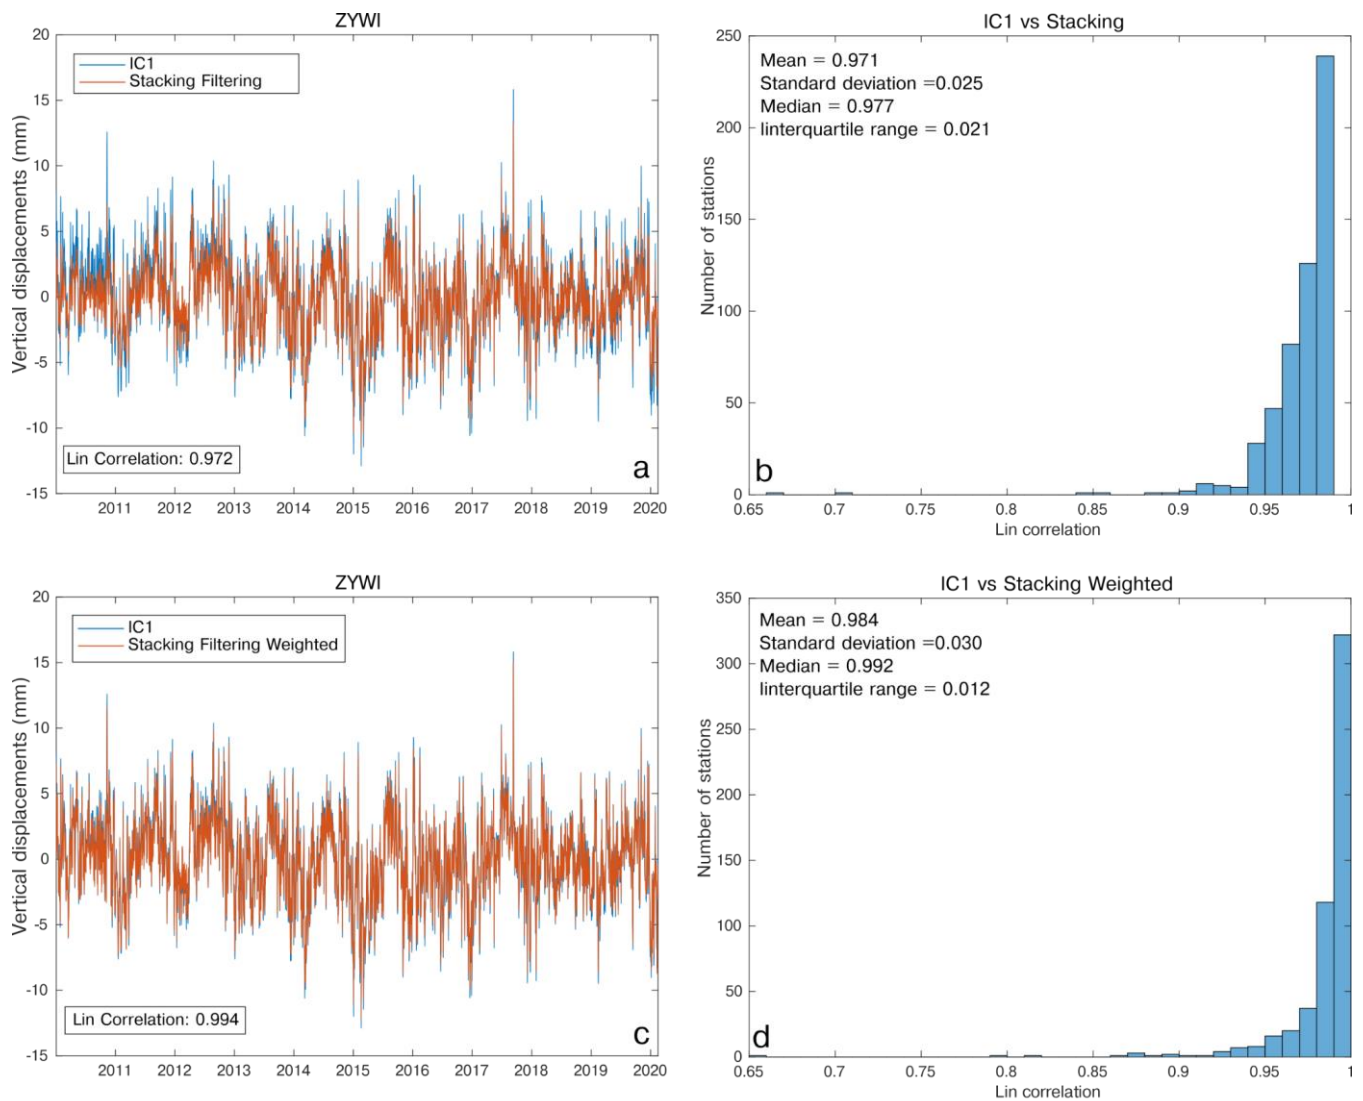 ZYWI
20
15
10
5
0
-5
-10
-15
Vertical displacements (mm)
IC1
Stacking Filtering
Lin Correlation: 0.972
a
2011 2012 2013 2014 2015 2016 2017 2018 2019 2020
IC1 vs Stacking
250
200
150
100
50
0
Number of stations
Mean = 0.971
Standard deviation =0.025
Median = 0.977
Iinterquartile range = 0.021
b
0.65 0.7 0.75 0.8 0.85 0.9 0.95 1
Lin correlation
ZYWI
20
15
10
5
0
-5
-10
-15
Vertical displacements (mm)
IC1
Stacking Filtering Weighted
Lin Correlation: 0.994
c
2011 2012 2013 2014 2015 2016 2017 2018 2019 2020
IC1 vs Stacking Weighted
350
300
250
200
150
100
50
0
Number of stations
Mean = 0.984
Standard deviation =0.030
Median = 0.992
Iinterquartile range = 0.012
d
0.65 0.7 0.75 0.8 0.85 0.9 0.95 1
Lin correlation